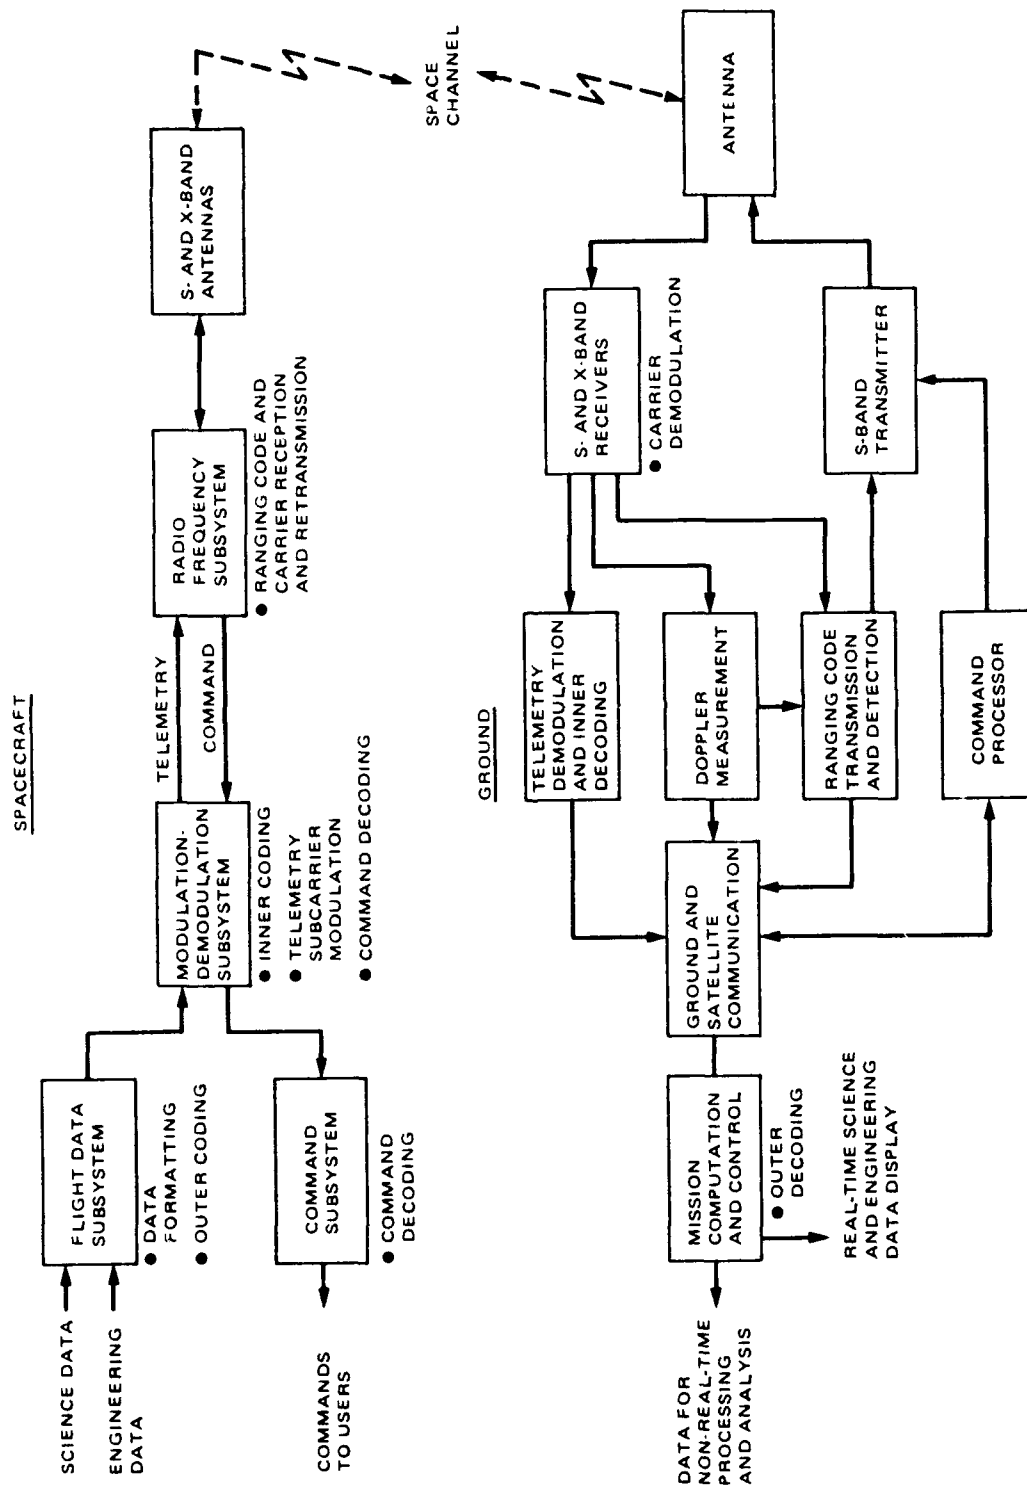 SPACECRAFT
SCIENCE DATA
ENGINEERING
DATA
FLIGHT DATA
SUBSYSTEM
● DATA
FORMATTING
● OUTER CODING
MODULATION-
DEMODULATION
SUBSYSTEM
● INNER CODING
● TELEMETRY
SUBCARRIER
MODULATION
● COMMAND DECODING
TELEMETRY
COMMAND
RADIO
FREQUENCY
SUBSYSTEM
● RANGING CODE AND
CARRIER RECEPTION
AND RETRANSMISSION
S- AND X-BAND
ANTENNAS
COMMANDS
TO USERS
COMMAND
SUBSYSTEM
● COMMAND
DECODING
SPACE
CHANNEL
GROUND
DATA FOR
NON-REAL-TIME
PROCESSING
AND ANALYSIS
MISSION
COMPUTATION
AND CONTROL
● OUTER
DECODING
REAL-TIME SCIENCE
AND ENGINEERING
DATA DISPLAY
GROUND AND
SATELLITE
COMMUNICATION
TELEMETRY
DEMODULATION
AND INNER
DECODING
DOPPLER
MEASUREMENT
RANGING CODE
TRANSMISSION
AND DETECTION
COMMAND
PROCESSOR
S- AND X-BAND
RECEIVERS
● CARRIER
DEMODULATION
S-BAND
TRANSMITTER
ANTENNA